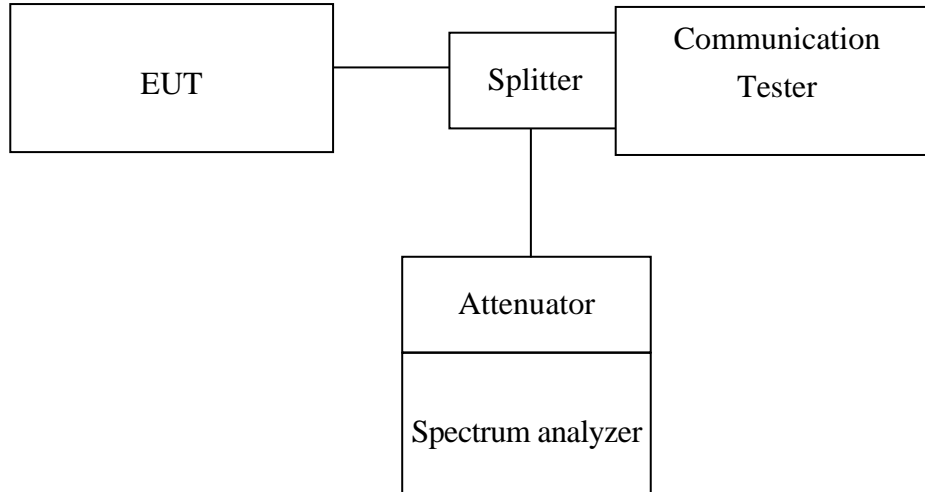 EUT
Splitter
Communication
Tester
Attenuator
Spectrum analyzer